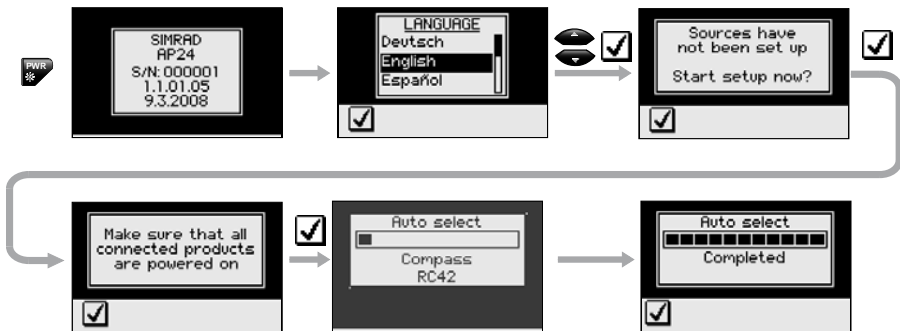 PWR
SIMRAD
AP24
S/N: 000001
1.1.01.05
9.3.2008
LANGUAGE
Deutsch
English
Español
Sources have
not been set up
Start setup now?
Make sure that all
connected products
are powered on
Auto select
Compass
RC42
Auto select
Completed